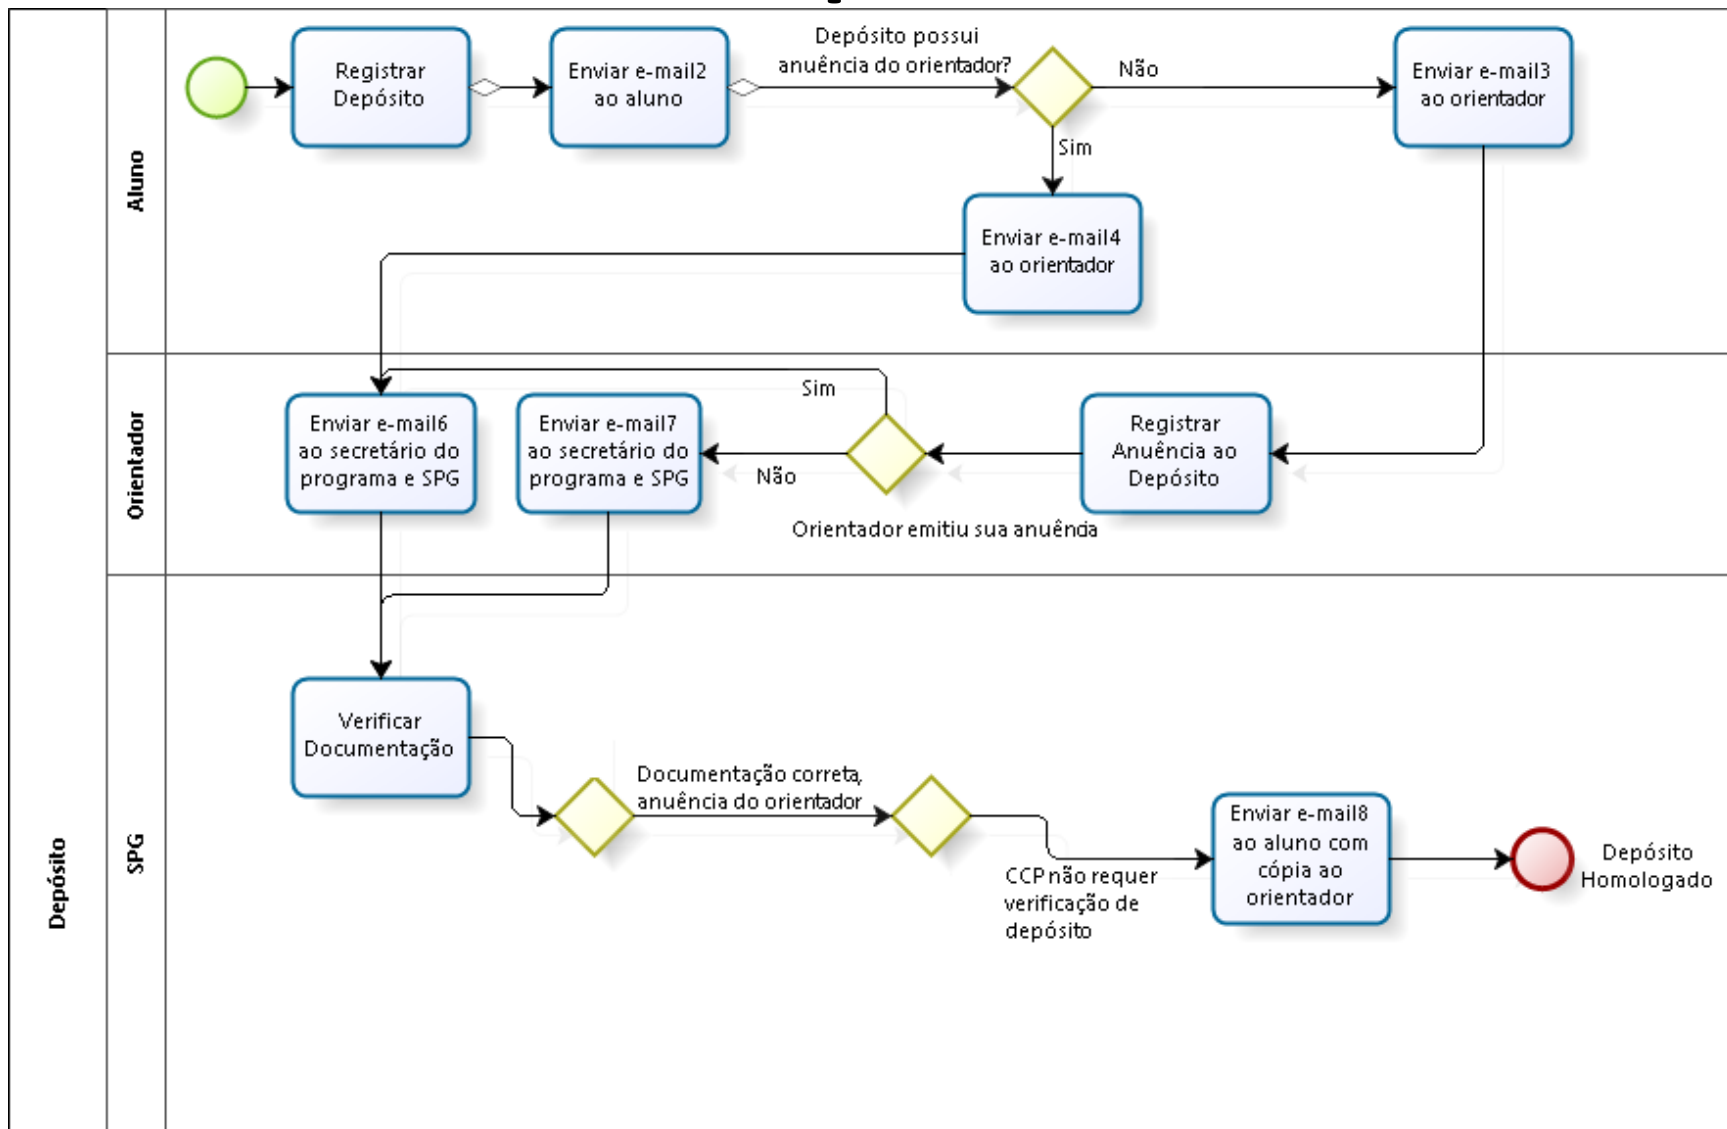 Depósito
Aluno
Registrar
Depósito
Enviar e-mail2
ao aluno
Depósito possui
anuência do orientador?
Não
Enviar e-mail3
ao orientador
Sim
Enviar e-mail4
ao orientador
Orientador
Enviar e-mail6
ao secretário do
programa e SPG
Enviar e-mail7
ao secretário do
programa e SPG
Sim
Não
Orientador emitiu sua anuência
Registrar
Anuência ao
Depósito
SPG
Verificar
Documentação
Documentação correta,
anuência do orientador
CCP não requer
verificação de
depósito
Enviar e-mail8
ao aluno com
cópia ao
orientador
Depósito
Homologado